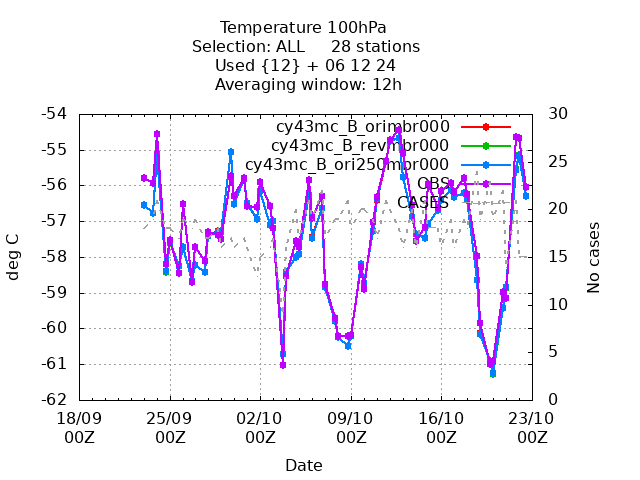 Temperature 100hPa
Selection: ALL 28 stations
Used {12} + 06 12 24
Averaging window: 12h
cy43mc_B_orimbr000
cy43mc_B_revmbr000
cy43mc_B_ori250mbr000
OBS
CASES
-54
-55
-56
-57
-58
-59
-60
-61
-62
deg C
30
25
20
15
10
5
0
No cases
18/09 25/09 02/10 09/10 16/10 23/10
00Z 00Z 00Z 00Z 00Z 00Z
Date